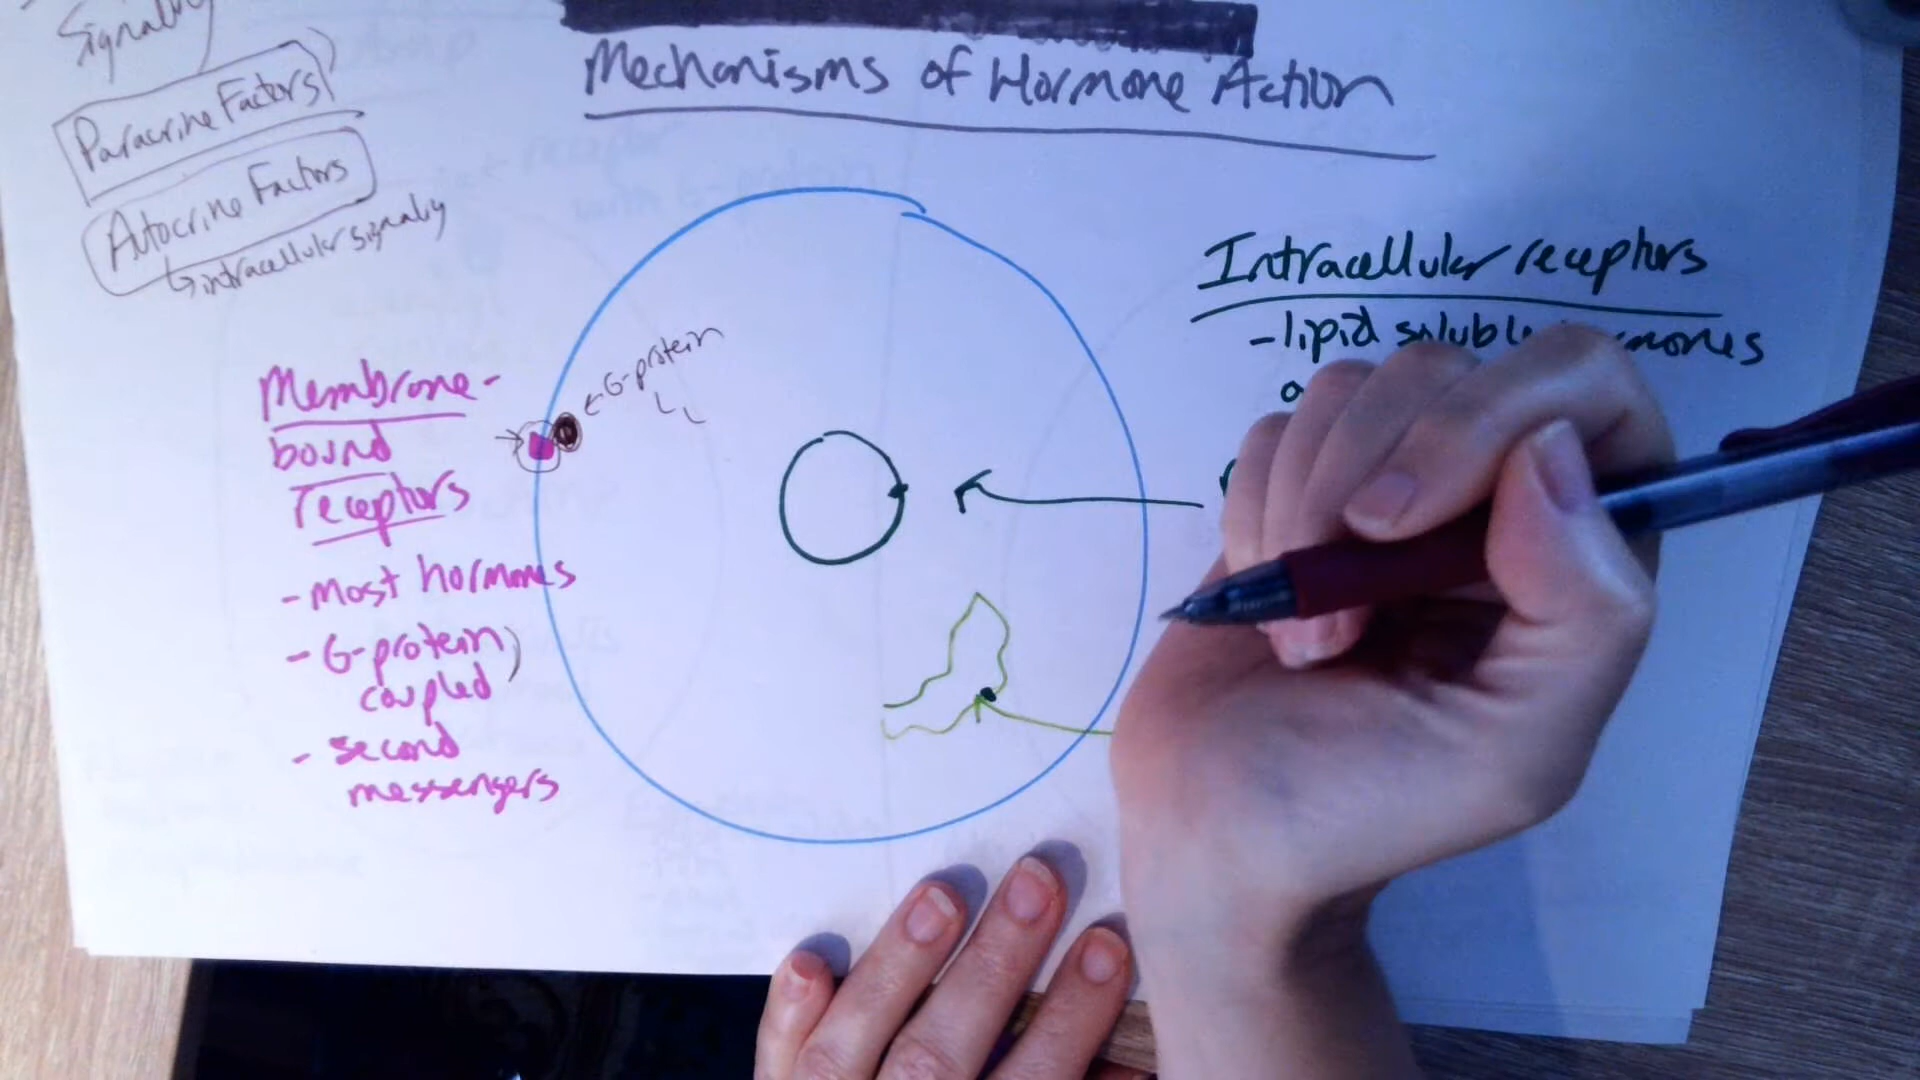 Signaling
Paracrine Factors
Autocrine Factors
intracellular signaling
Mechanisms of Hormone Action
Membrane-
bound
receptors
- Most hormones
- G-protein
coupled
- second
messengers
G-protein
Intracellular receptors
- lipid soluble